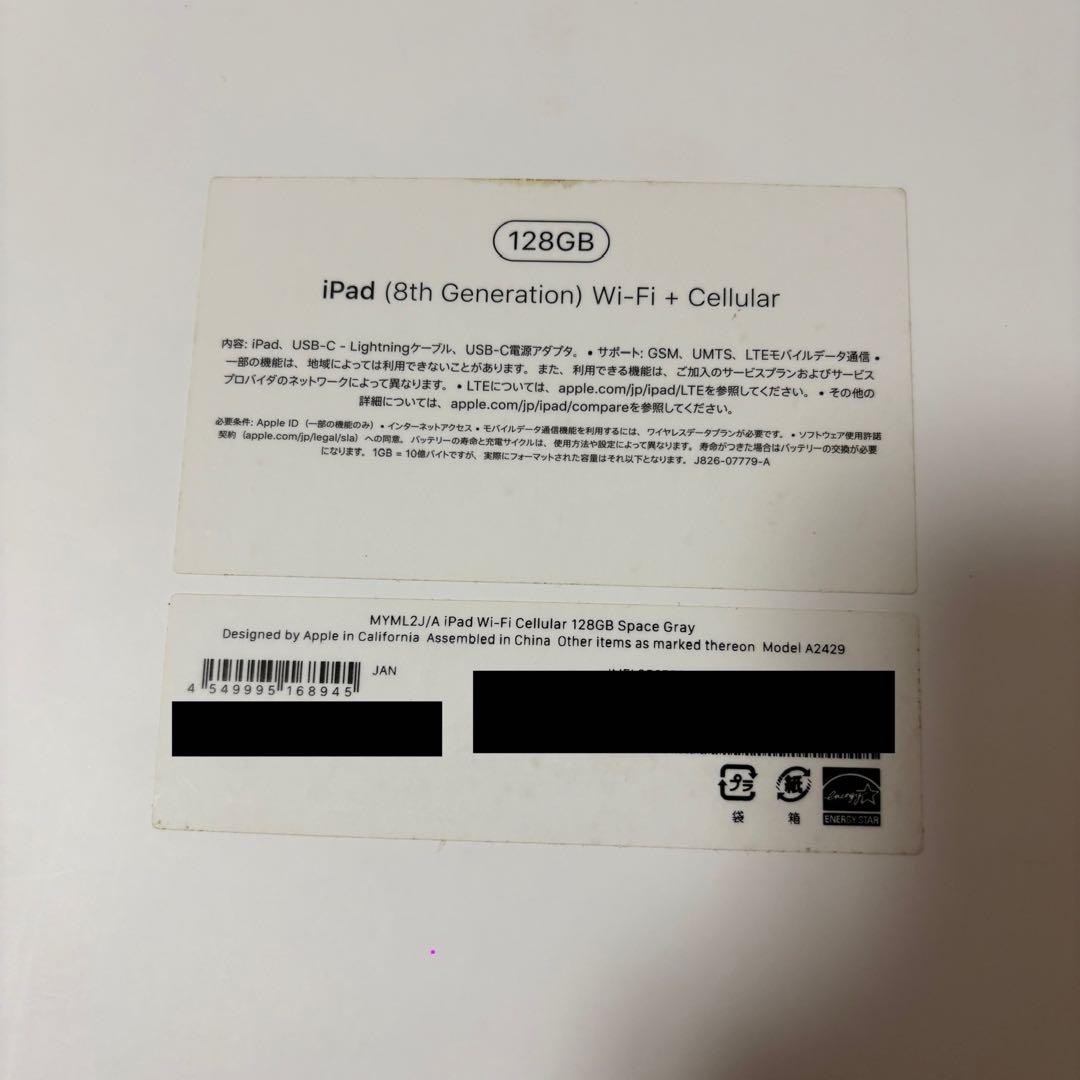 128GB
iPad (8th Generation) Wi-Fi + Cellular
内容: iPad、USB-C - Lightningケーブル、USB-C電源アダプタ。 • サポート: GSM、UMTS、LTEモバイルデータ通信 •
一部の機能は、地域によっては利用できないことがあります。また、利用できる機能は、ご加入のサービスプランおよびサービス
プロバイダのネットワークによって異なります。 • LTEについては、apple.com/jp/ipad/LTEを参照してください。 • その他の
詳細については、apple.com/jp/ipad/compareを参照してください。
必要条件: Apple ID（一部の機能のみ）• インターネットアクセス • モバイルデータ通信機能を利用するには、ワイヤレスデータプランが必要です。 • ソフトウェア使用許諾
契約（apple.com/jp/legal/sla）への同意。バッテリーの寿命と充電サイクルは、使用方法や設定によって異なります。寿命がつきた場合はバッテリーの交換が必要
になります。 1GB = 10億バイトですが、実際にフォーマットされた容量はそれ以下となります。 J826-07779-A
MYML2J/A iPad Wi-Fi Cellular 128GB Space Gray
Designed by Apple in California Assembled in China Other items as marked thereon Model A2429
JAN
4 549995 168945
プラ 紙 energy
袋 箱 ENERGY STAR